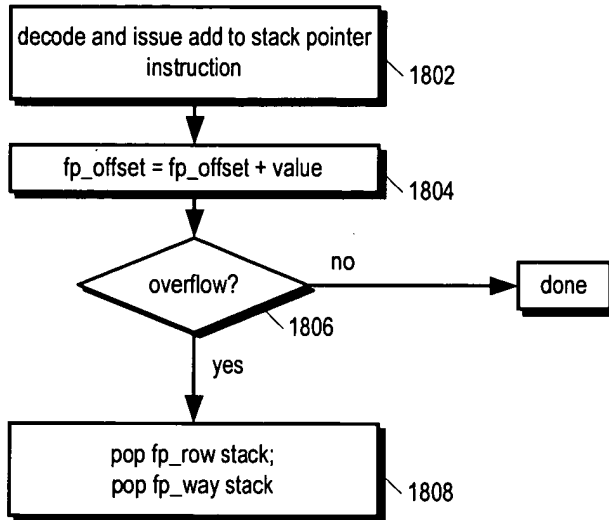 decode and issue add to stack pointer
instruction
1802
fp_offset = fp_offset + value
1804
overflow?
no
done
1806
yes
pop fp_row stack;
pop fp_way stack
1808